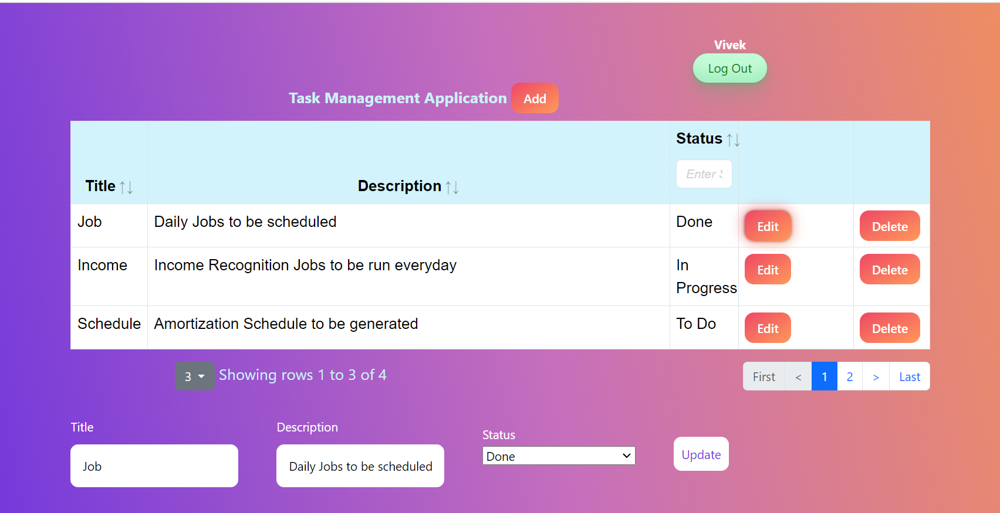 Vivek
Log Out
Task Management Application Add
Status ↑↓
Enter S
Title ↑↓ Description ↑↓
Job Daily Jobs to be scheduled Done Edit Delete
Income Income Recognition Jobs to be run everyday In Edit Delete
Progress
Schedule Amortization Schedule to be generated To Do Edit Delete
3 Showing rows 1 to 3 of 4 First < 1 2 > Last
Title Description Status
Job Daily Jobs to be scheduled Done Update